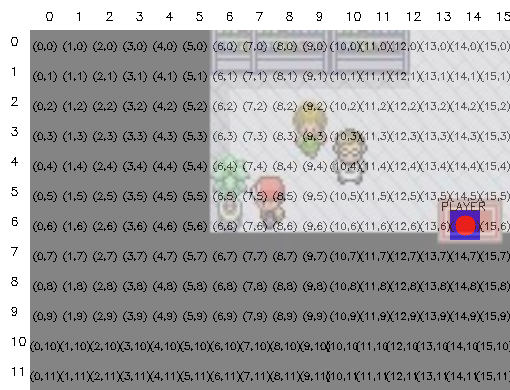 0 1 2 3 4 5 6 7 8 9 10 11 12 13 14 15
0 (0,0) (1,0) (2,0) (3,0) (4,0) (5,0) (6,0) (7,0) (8,0) (9,0) (10,0) (11,0) (12,0) (13,0) (14,0) (15,0)
1 (0,1) (1,1) (2,1) (3,1) (4,1) (5,1) (6,1) (7,1) (8,1) (9,1) (10,1) (11,1) (12,1) (13,1) (14,1) (15,1)
2 (0,2) (1,2) (2,2) (3,2) (4,2) (5,2) (6,2) (7,2) (8,2) (9,2) (10,2) (11,2) (12,2) (13,2) (14,2) (15,2)
3 (0,3) (1,3) (2,3) (3,3) (4,3) (5,3) (6,3) (7,3) (8,3) (9,3) (10,3) (11,3) (12,3) (13,3) (14,3) (15,3)
4 (0,4) (1,4) (2,4) (3,4) (4,4) (5,4) (6,4) (7,4) (8,4) (9,4) (10,4) (11,4) (12,4) (13,4) (14,4) (15,4)
5 (0,5) (1,5) (2,5) (3,5) (4,5) (5,5) (6,5) (7,5) (8,5) (9,5) (10,5) (11,5) (12,5) (13,5) (14,5) (15,5)
PLAYER
6 (0,6) (1,6) (2,6) (3,6) (4,6) (5,6) (6,6) (7,6) (8,6) (9,6) (10,6) (11,6) (12,6) (13,6) (15,6)
7 (0,7) (1,7) (2,7) (3,7) (4,7) (5,7) (6,7) (7,7) (8,7) (9,7) (10,7) (11,7) (12,7) (13,7) (14,7) (15,7)
8 (0,8) (1,8) (2,8) (3,8) (4,8) (5,8) (6,8) (7,8) (8,8) (9,8) (10,8) (11,8) (12,8) (13,8) (14,8) (15,8)
9 (0,9) (1,9) (2,9) (3,9) (4,9) (5,9) (6,9) (7,9) (8,9) (9,9) (10,9) (11,9) (12,9) (13,9) (14,9) (15,9)
10 (0,10) (1,10) (2,10) (3,10) (4,10) (5,10) (6,10) (7,10) (8,10) (9,10) (10,10) (11,10) (12,10) (13,10) (14,10) (15,10)
11 (0,11) (1,11) (2,11) (3,11) (4,11) (5,11) (6,11) (7,11) (8,11) (9,11) (10,11) (11,11) (12,11) (13,11) (14,11) (15,11)